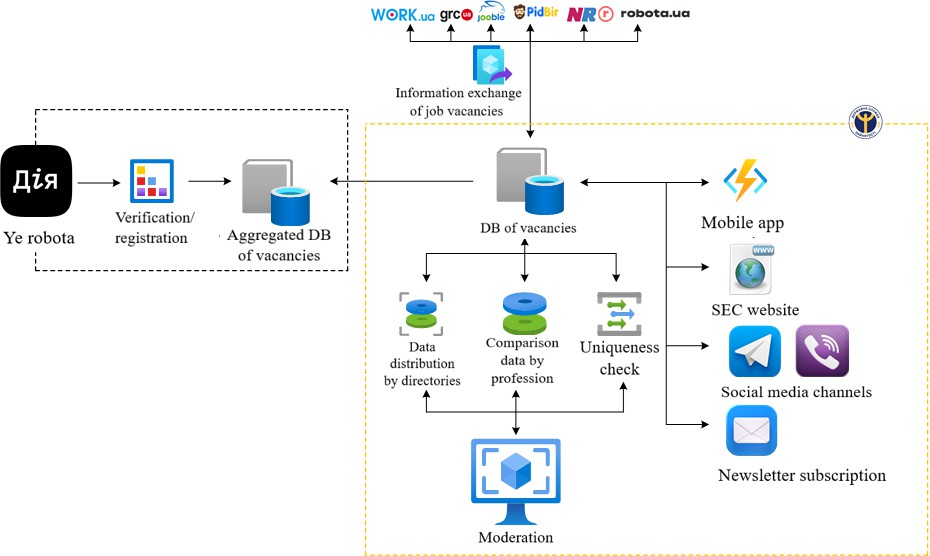 WORK.ua grc ua jooble PidBir NR r robota.ua
Information exchange
of job vacancies
Дія
Ye robota
Verification/
registration
Aggregated DB
of vacancies
DB of vacancies
Data
distribution
by directories
Comparison
data by
profession
Uniqueness
check
Moderation
Mobile app
WWW
SEC website
Social media channels
Newsletter subscription